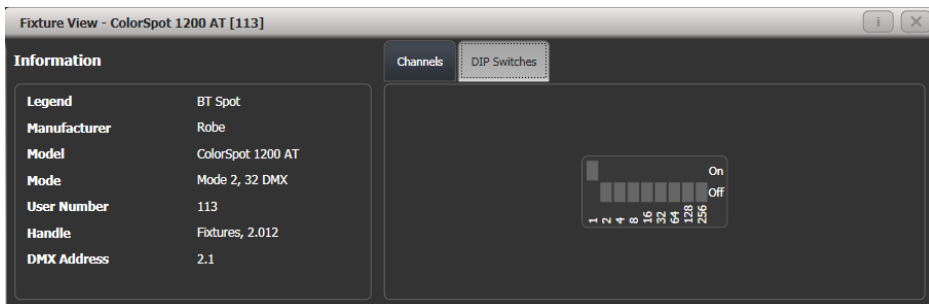 Fixture View - ColorSpot 1200 AT [113]
i
Information
Channels
DIP Switches
Legend BT Spot
Manufacturer Robe
Model ColorSpot 1200 AT
Mode Mode 2, 32 DMX
User Number 113
Handle Fixtures, 2.012
DMX Address 2.1
On
Off
1 2 4 8 16 32 64 128 256